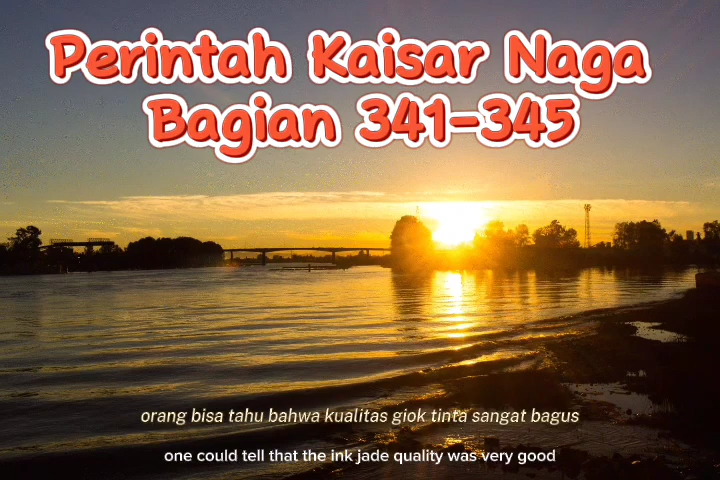 Perintah Kaisar Naga
Bagian 341-345
orang bisa tahu bahwa kualitas giok tinta sangat bagus
one could tell that the ink jade quality was very good